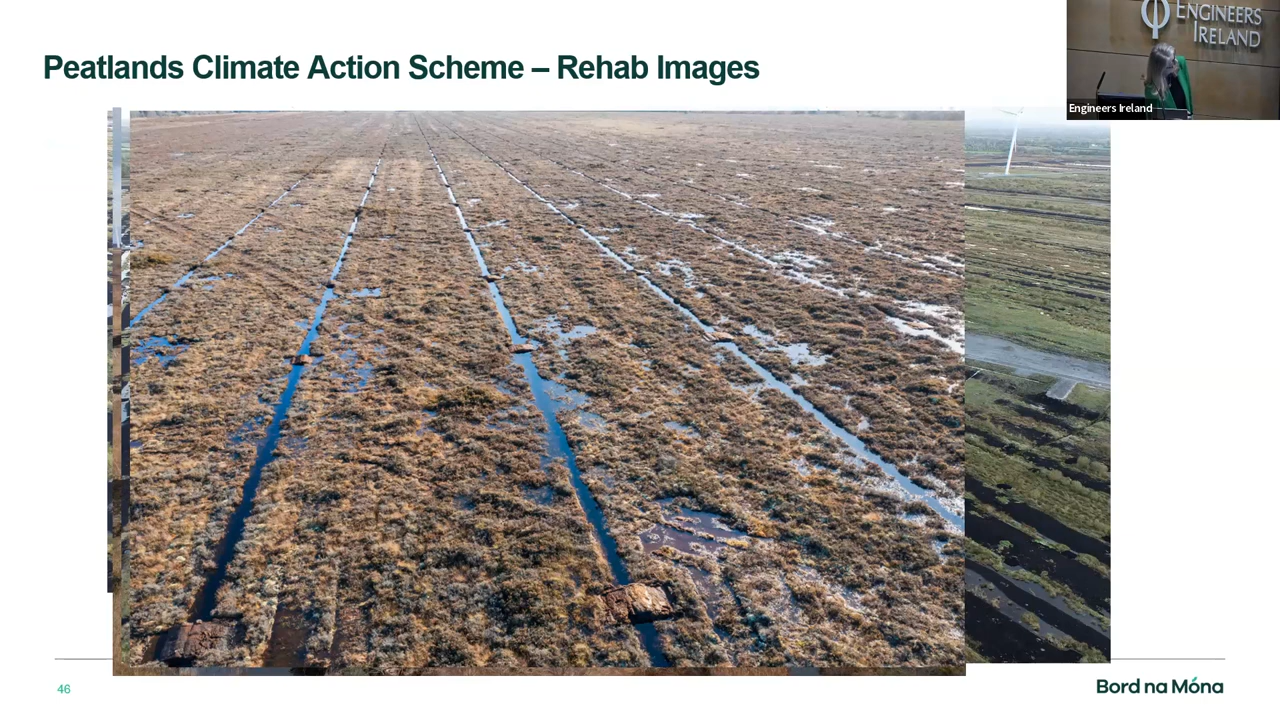 Peatlands Climate Action Scheme – Rehab Images
ENGINEERS
IRELAND
Engineers Ireland
46
Bord na Móna